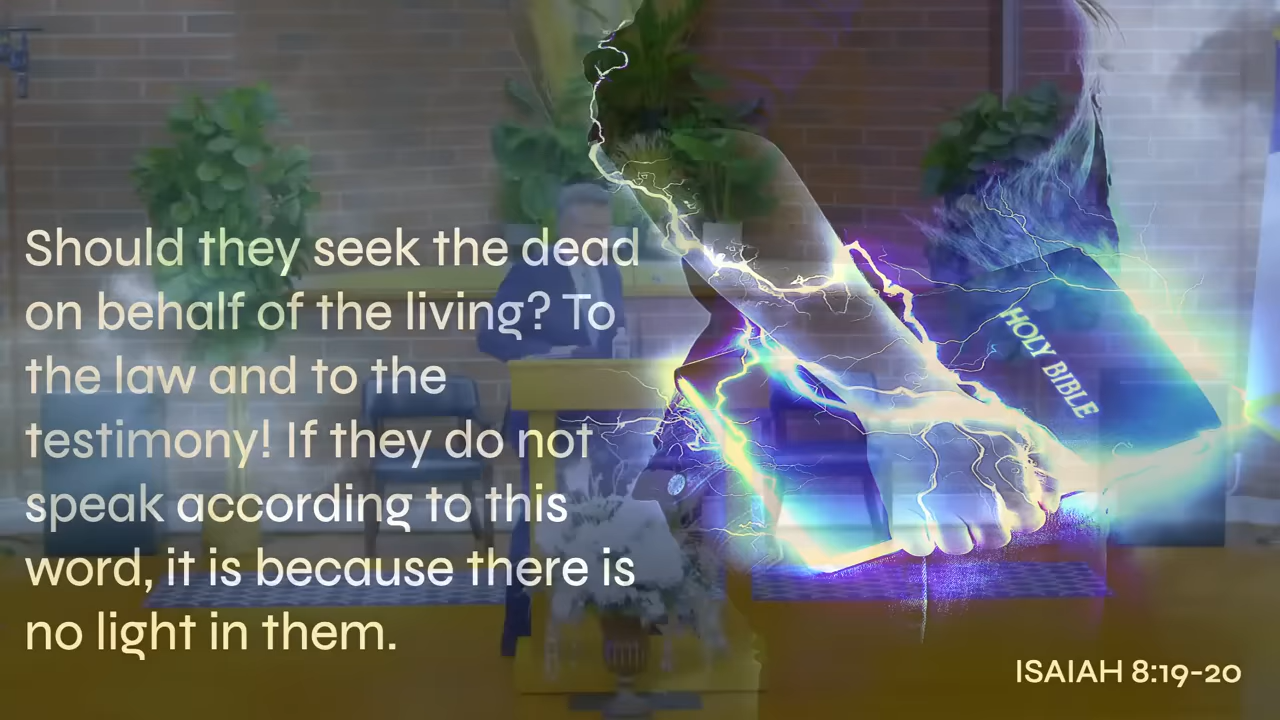 Should they seek the dead
on behalf of the living? To
the law and to the
testimony! If they do not
speak according to this
word, it is because there is
no light in them.
HOLY BIBLE
ISAIAH 8:19-20